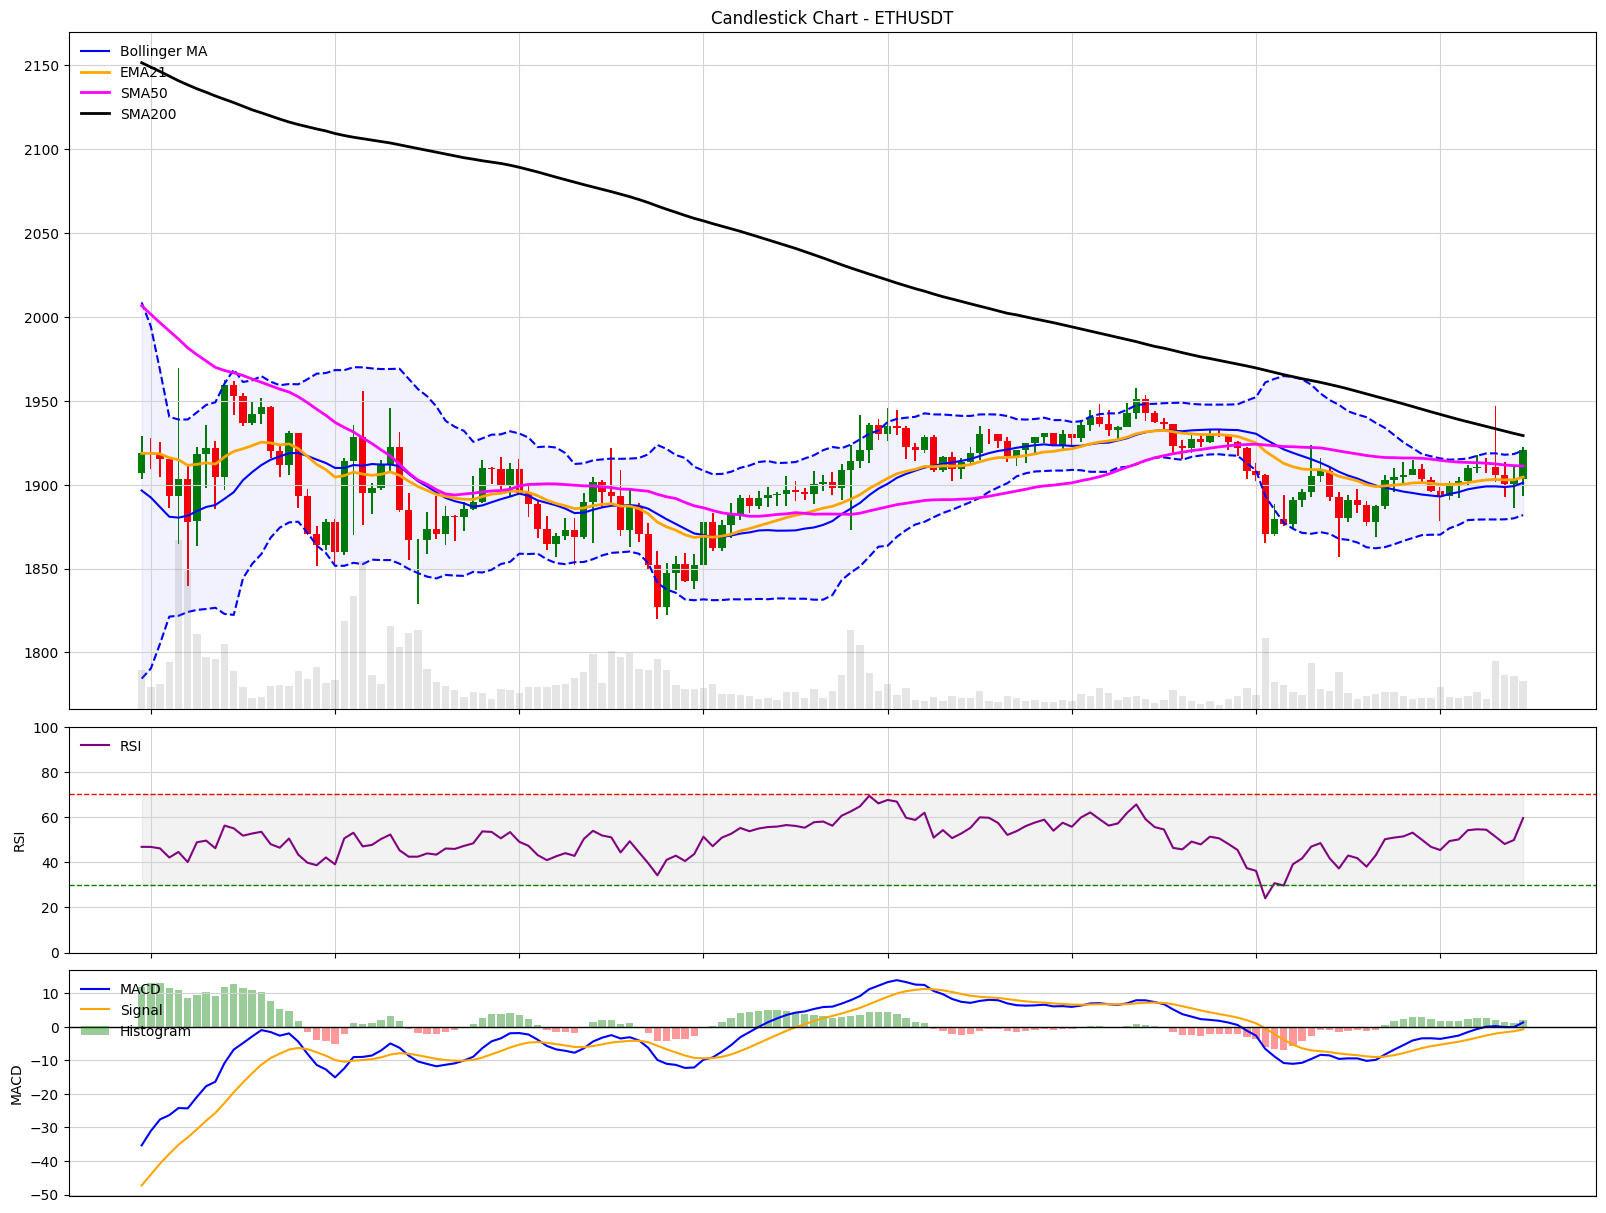 Candlestick Chart - ETHUSDT
Bollinger MA
EMA21
SMA50
SMA200
2150
2100
2050
2000
1950
1900
1850
1800
RSI
100
80
60
40
20
0
RSI
MACD
Signal
Histogram
10
0
−10
−20
−30
−40
−50
MACD